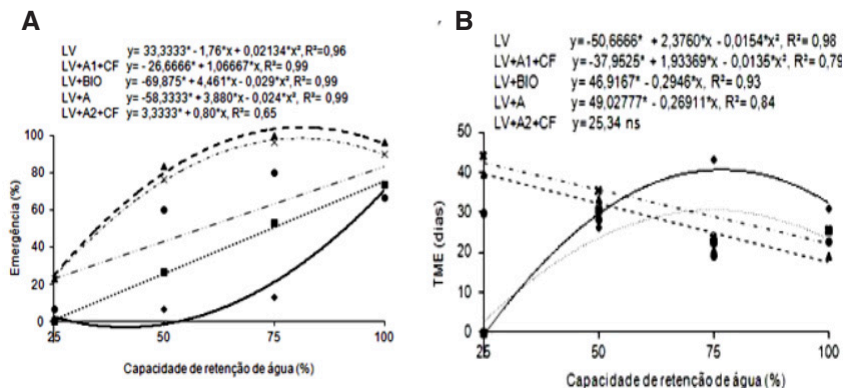 A
LV y= 33,3333* - 1,76*x + 0,02134*x², R²=0,96
LV+A1+CF y= - 26,6666* + 1,06667*x, R²= 0,99
LV+BIO y= -69,875* + 4,461*x - 0,029*x², R²= 0,99
LV+A y= -58,3333* + 3,880*x - 0,024*x², R²= 0,99
LV+A2+CF y= 3,3333* + 0,80*x, R²= 0,65
Emergência (%)
100
80
60
40
20
0
25 50 75 100
Capacidade de retenção de água (%)
B
LV y= -50,6666* + 2,3760*x - 0,0154*x², R²= 0,98
LV+A1+CF y= -37,9525* + 1,93369*x - 0,0135*x², R²= 0,79
LV+BIO y= 46,9167* - 0,2946*x, R²= 0,93
LV+A y= 49,02777* - 0,26911*x, R²= 0,84
LV+A2+CF y= 25,34 ns
TME (dias)
50
40
30
20
10
0
25 50 75 100
Capacidade de retenção de água (%)